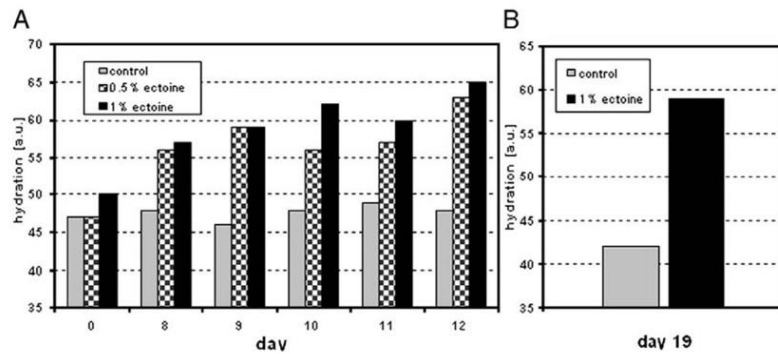 A
70
65
60
55
50
45
40
35
hydration [a.u.]
control
0.5% ectoine
1% ectoine
0 8 9 10 11 12
day
B
65
60
55
50
45
40
35
hydration [a.u.]
control
1% ectoine
day 19